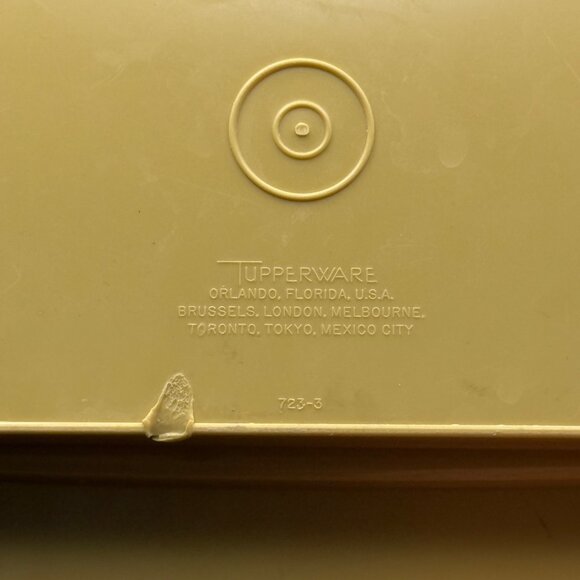 TUPPERWARE
ORLANDO, FLORIDA, U.S.A.
BRUSSELS, LONDON, MELBOURNE,
TORONTO, TOKYO, MEXICO CITY
723-3